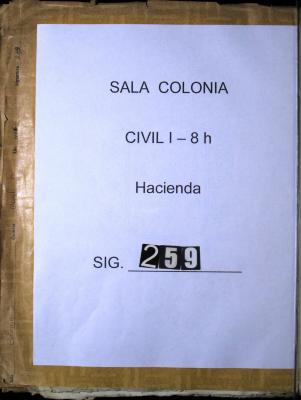 SALA COLONIA
CIVIL I – 8 h
Hacienda
SIG. 259